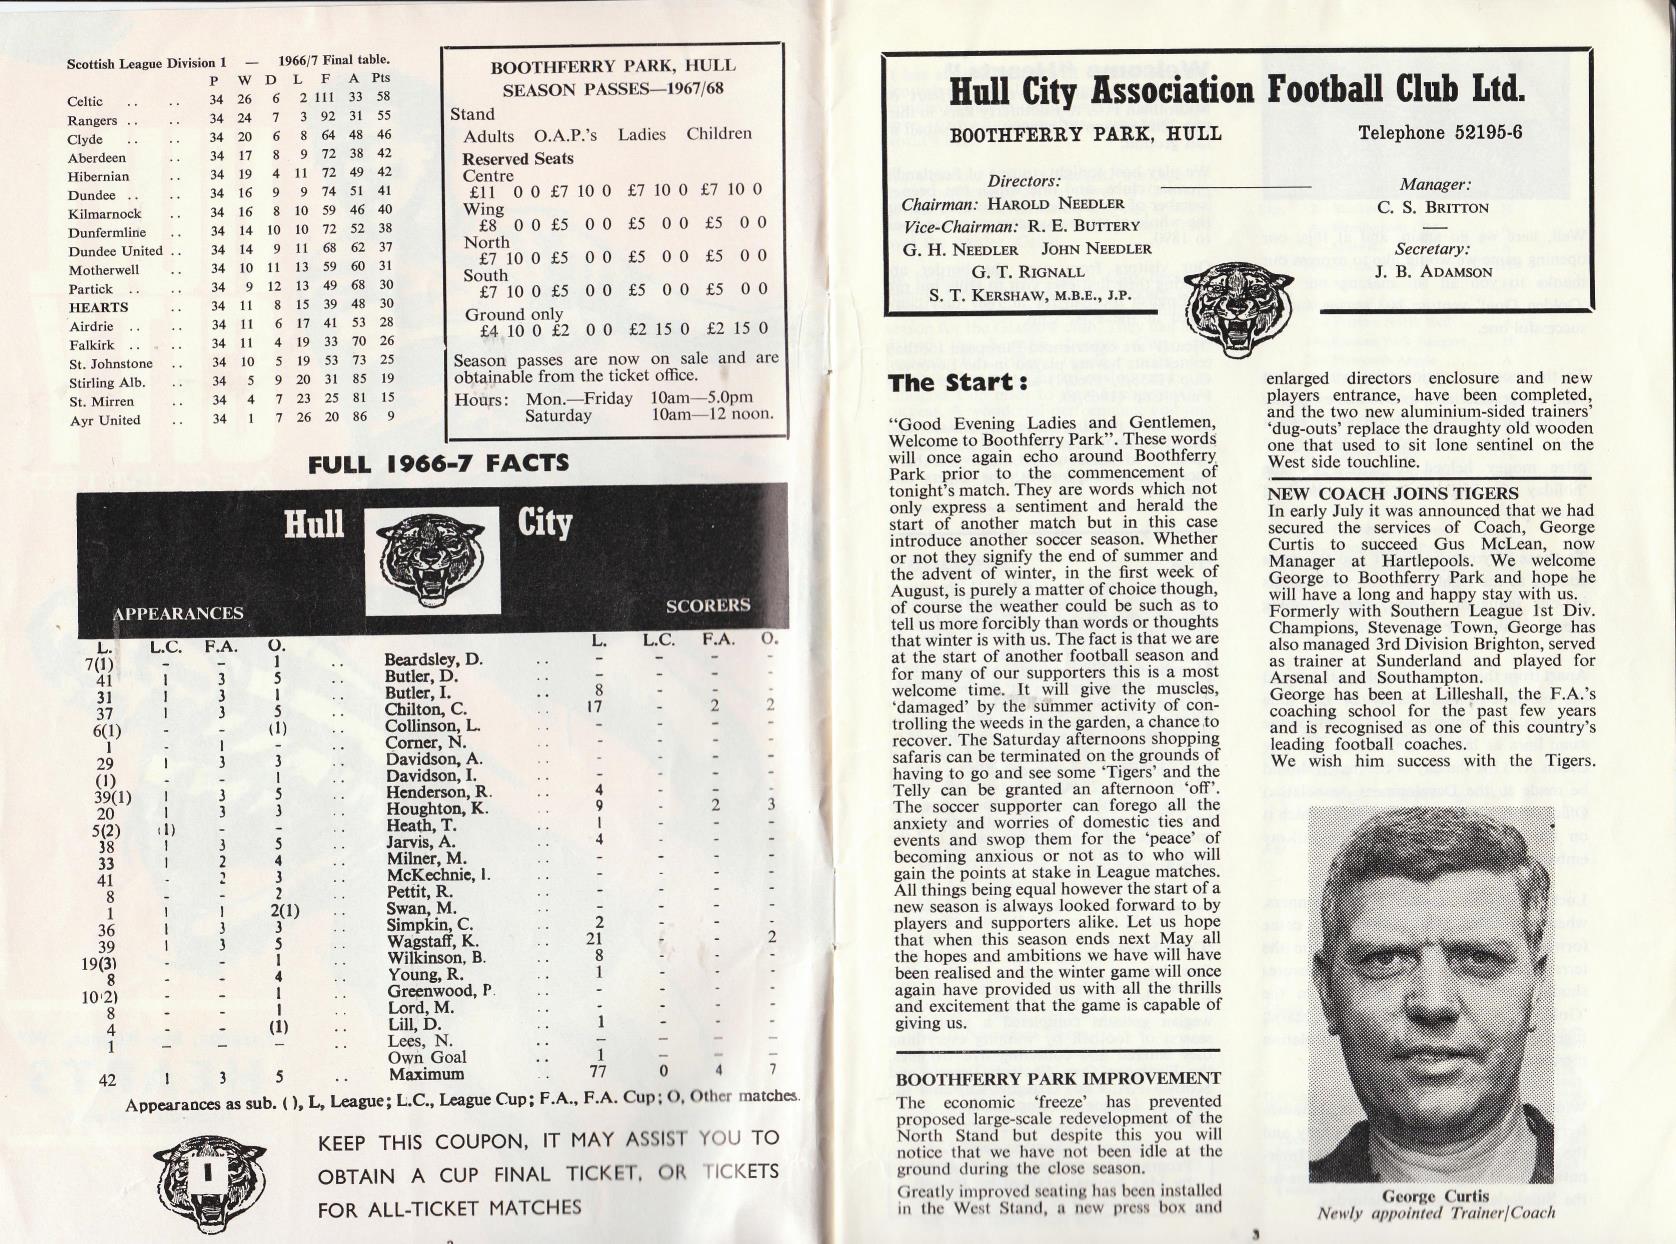 Scottish League Division 1 — 1966/7 Final table.
P W D L F A Pts
Celtic .. .. 34 26 6 2 111 33 58
Rangers .. .. 34 24 7 3 92 31 55
Clyde .. .. 34 20 6 8 64 48 46
Aberdeen .. 34 17 8 9 72 38 42
Hibernian .. 34 19 4 11 72 49 42
Dundee .. .. 34 16 9 9 74 51 41
Kilmarnock .. 34 16 8 10 59 46 40
Dunfermline .. 34 14 10 10 72 52 38
Dundee United .. 34 14 9 11 68 62 37
Motherwell .. 34 10 11 13 59 60 31
Partick .. .. 34 9 12 13 49 68 30
HEARTS .. 34 11 8 15 39 48 30
Airdrie .. .. 34 11 6 17 41 53 28
Falkirk .. .. 34 11 4 19 33 70 26
St. Johnstone .. 34 10 5 19 53 73 25
Stirling Alb. .. 34 5 9 20 31 85 19
St. Mirren .. 34 4 7 23 25 81 15
Ayr United .. 34 1 7 26 20 86 9
BOOTHFERRY PARK, HULL
SEASON PASSES—1967/68
Stand
Adults O.A.P.'s Ladies Children
Reserved Seats
Centre
£11 0 0 £7 10 0 £7 10 0 £7 10 0
Wing
£8 0 0 £5 0 0 £5 0 0 £5 0 0
North
£7 10 0 £5 0 0 £5 0 0 £5 0 0
South
£7 10 0 £5 0 0 £5 0 0 £5 0 0
Ground only
£4 10 0 £2 0 0 £2 15 0 £2 15 0
Season passes are now on sale and are
obtainable from the ticket office.
Hours: Mon.—Friday 10am—5.0pm
Saturday 10am—12 noon.
FULL 1966-7 FACTS
Hull City
APPEARANCES SCORERS
L. L.C. F.A. O. L. L.C. F.A. O.
7(1) - - 1 .. Beardsley, D. .. - - - -
41 1 3 5 .. Butler, D. .. - - - -
31 1 3 1 .. Butler, I. .. 8 - - -
37 1 3 5 .. Chilton, C. .. 17 - 2 2
6(1) - - (1) .. Collinson, L. .. - - - -
1 - 1 - .. Corner, N. .. - - - -
29 1 3 3 .. Davidson, A. .. - - - -
(1) - - 1 .. Davidson, I. .. - - - -
39(1) 1 3 5 .. Henderson, R. .. 4 - - -
20 1 3 3 .. Houghton, K. .. 9 - 2 3
5(2) (1) - - .. Heath, T. .. 1 - - -
38 1 3 5 .. Jarvis, A. .. 4 - - -
33 1 2 4 .. Milner, M. .. - - - -
41 - 2 3 .. McKechnie, I. .. - - - -
8 - - 2 .. Pettit, R. .. - - - -
1 1 1 2(1) .. Swan, M. .. - - - -
36 1 3 3 .. Simpkin, C. .. 2 - - -
39 1 3 5 .. Wagstaff, K. .. 21 - - 2
19(3) - - 1 .. Wilkinson, B. .. 8 - - -
8 - - 4 .. Young, R. .. 1 - - -
10(2) - - 1 .. Greenwood, P. .. - - - -
8 - - 1 .. Lord, M. .. - - - -
4 - - (1) .. Lill, D. .. 1 - - -
1 - - - .. Lees, N. .. - - - -
Own Goal .. 1 - - -
42 1 3 5 .. Maximum .. 77 0 4 7
Appearances as sub. ( ), L, League; L.C., League Cup; F.A., F.A. Cup; O, Other matches.
1
KEEP THIS COUPON, IT MAY ASSIST YOU TO
OBTAIN A CUP FINAL TICKET, OR TICKETS
FOR ALL-TICKET MATCHES
Hull City Association Football Club Ltd.
BOOTHFERRY PARK, HULL Telephone 52195-6
Directors:
Chairman: HAROLD NEEDLER
Vice-Chairman: R. E. BUTTERY
G. H. NEEDLER JOHN NEEDLER
G. T. RIGNALL
S. T. KERSHAW, M.B.E., J.P.
Manager:
C. S. BRITTON
Secretary:
J. B. ADAMSON
The Start:
"Good Evening Ladies and Gentlemen,
Welcome to Boothferry Park". These words
will once again echo around Boothferry
Park prior to the commencement of
tonight's match. They are words which not
only express a sentiment and herald the
start of another match but in this case
introduce another soccer season. Whether
or not they signify the end of summer and
the advent of winter, in the first week of
August, is purely a matter of choice though,
of course the weather could be such as to
tell us more forcibly than words or thoughts
that winter is with us. The fact is that we are
at the start of another football season and
for many of our supporters this is a most
welcome time. It will give the muscles,
'damaged' by the summer activity of con-
trolling the weeds in the garden, a chance to
recover. The Saturday afternoons shopping
safaris can be terminated on the grounds of
having to go and see some 'Tigers' and the
Telly can be granted an afternoon 'off'.
The soccer supporter can forego all the
anxiety and worries of domestic ties and
events and swop them for the 'peace' of
becoming anxious or not as to who will
gain the points at stake in League matches.
All things being equal however the start of a
new season is always looked forward to by
players and supporters alike. Let us hope
that when this season ends next May all
the hopes and ambitions we have will have
been realised and the winter game will once
again have provided us with all the thrills
and excitement that the game is capable of
giving us.
BOOTHFERRY PARK IMPROVEMENT
The economic 'freeze' has prevented
proposed large-scale redevelopment of the
North Stand but despite this you will
notice that we have not been idle at the
ground during the close season.
Greatly improved seating has been installed
in the West Stand, a new press box and
enlarged directors enclosure and new
players entrance, have been completed,
and the two new aluminium-sided trainers'
'dug-outs' replace the draughty old wooden
one that used to sit lone sentinel on the
West side touchline.
NEW COACH JOINS TIGERS
In early July it was announced that we had
secured the services of Coach, George
Curtis to succeed Gus McLean, now
Manager at Hartlepools. We welcome
George to Boothferry Park and hope he
will have a long and happy stay with us.
Formerly with Southern League 1st Div.
Champions, Stevenage Town, George has
also managed 3rd Division Brighton, served
as trainer at Sunderland and played for
Arsenal and Southampton.
George has been at Lilleshall, the F.A.'s
coaching school for the past few years
and is recognised as one of this country's
leading football coaches.
We wish him success with the Tigers.
George Curtis
Newly appointed Trainer/Coach
3